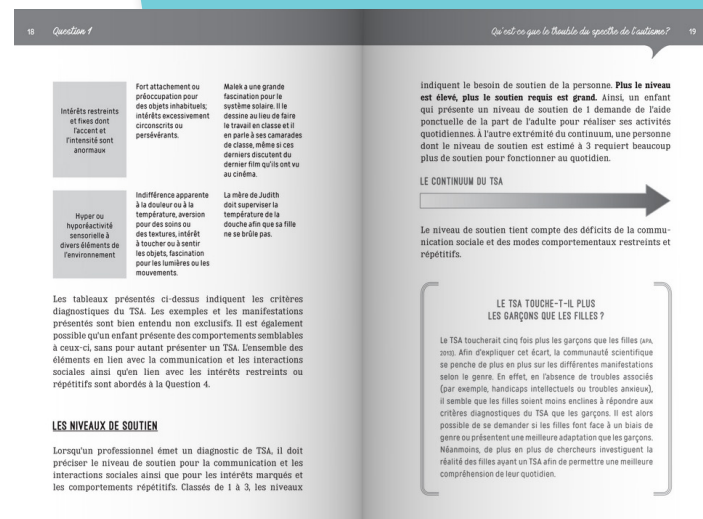 18 Question 1
Intérêts restreints
et fixes dont
l'accent et
l'intensité sont
anormaux
Fort attachement ou
préoccupation pour
des objets inhabituels;
intérêts excessivement
circonscrits ou
persévérants.
Malek a une grande
fascination pour le
système solaire. Il le
dessine au lieu de faire
le travail en classe et il
en parle à ses camarades
de classe, même si ces
derniers discutent du
dernier film qu'ils ont vu
au cinéma.
Hyper ou
hyporéactivité
sensorielle à
divers éléments de
l'environnement
Indifférence apparente
à la douleur ou à la
température, aversion
pour des soins ou
des textures, intérêt
à toucher ou à sentir
les objets, fascination
pour les lumières ou les
mouvements.
La mère de Judith
doit superviser la
température de la
douche afin que sa fille
ne se brûle pas.
Les tableaux présentés ci-dessus indiquent les critères
diagnostiques du TSA. Les exemples et les manifestations
présentés sont bien entendu non exclusifs. Il est également
possible qu'un enfant présente des comportements semblables
à ceux-ci, sans pour autant présenter un TSA. L'ensemble des
éléments en lien avec la communication et les interactions
sociales ainsi qu'en lien avec les intérêts restreints ou
répétitifs sont abordés à la Question 4.
LES NIVEAUX DE SOUTIEN
Lorsqu'un professionnel émet un diagnostic de TSA, il doit
préciser le niveau de soutien pour la communication et les
interactions sociales ainsi que pour les intérêts marqués et
les comportements répétitifs. Classés de 1 à 3, les niveaux
Qu'est ce que le trouble du spectre de l'autisme? 19
indiquent le besoin de soutien de la personne. Plus le niveau
est élevé, plus le soutien requis est grand. Ainsi, un enfant
qui présente un niveau de soutien de 1 demande de l'aide
ponctuelle de la part de l'adulte pour réaliser ses activités
quotidiennes. À l'autre extrémité du continuum, une personne
dont le niveau de soutien est estimé à 3 requiert beaucoup
plus de soutien pour fonctionner au quotidien.
LE CONTINUUM DU TSA
Le niveau de soutien tient compte des déficits de la commu-
nication sociale et des modes comportementaux restreints et
répétitifs.
LE TSA TOUCHE-T-IL PLUS
LES GARÇONS QUE LES FILLES ?
Le TSA toucherait cinq fois plus les garçons que les filles (APA,
2013). Afin d'expliquer cet écart, la communauté scientifique
se penche de plus en plus sur les différentes manifestations
selon le genre. En effet, en l'absence de troubles associés
(par exemple, handicaps intellectuels ou troubles anxieux),
il semble que les filles soient moins enclines à répondre aux
critères diagnostiques du TSA que les garçons. Il est alors
possible de se demander si les filles font face à un biais de
genre ou présentent une meilleure adaptation que les garçons.
Néanmoins, de plus en plus de chercheurs investiguent la
réalité des filles ayant un TSA afin de permettre une meilleure
compréhension de leur quotidien.